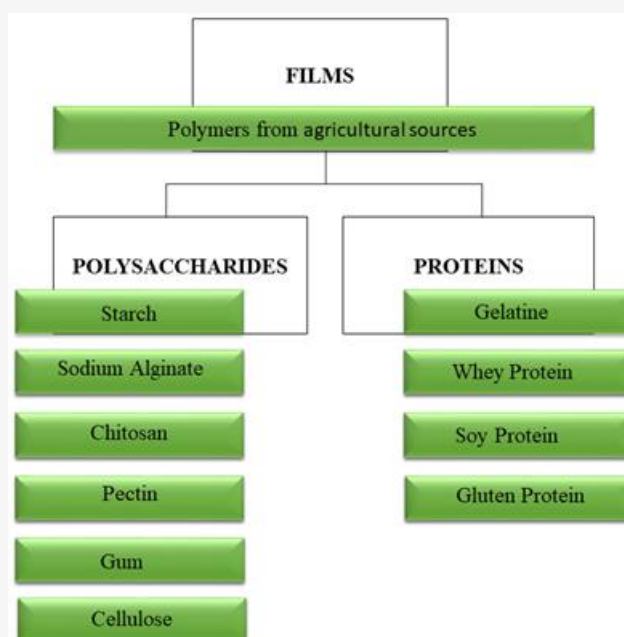 FILMS
Polymers from agricultural sources
POLYSACCHARIDES
Starch
Sodium Alginate
Chitosan
Pectin
Gum
Cellulose
PROTEINS
Gelatine
Whey Protein
Soy Protein
Gluten Protein